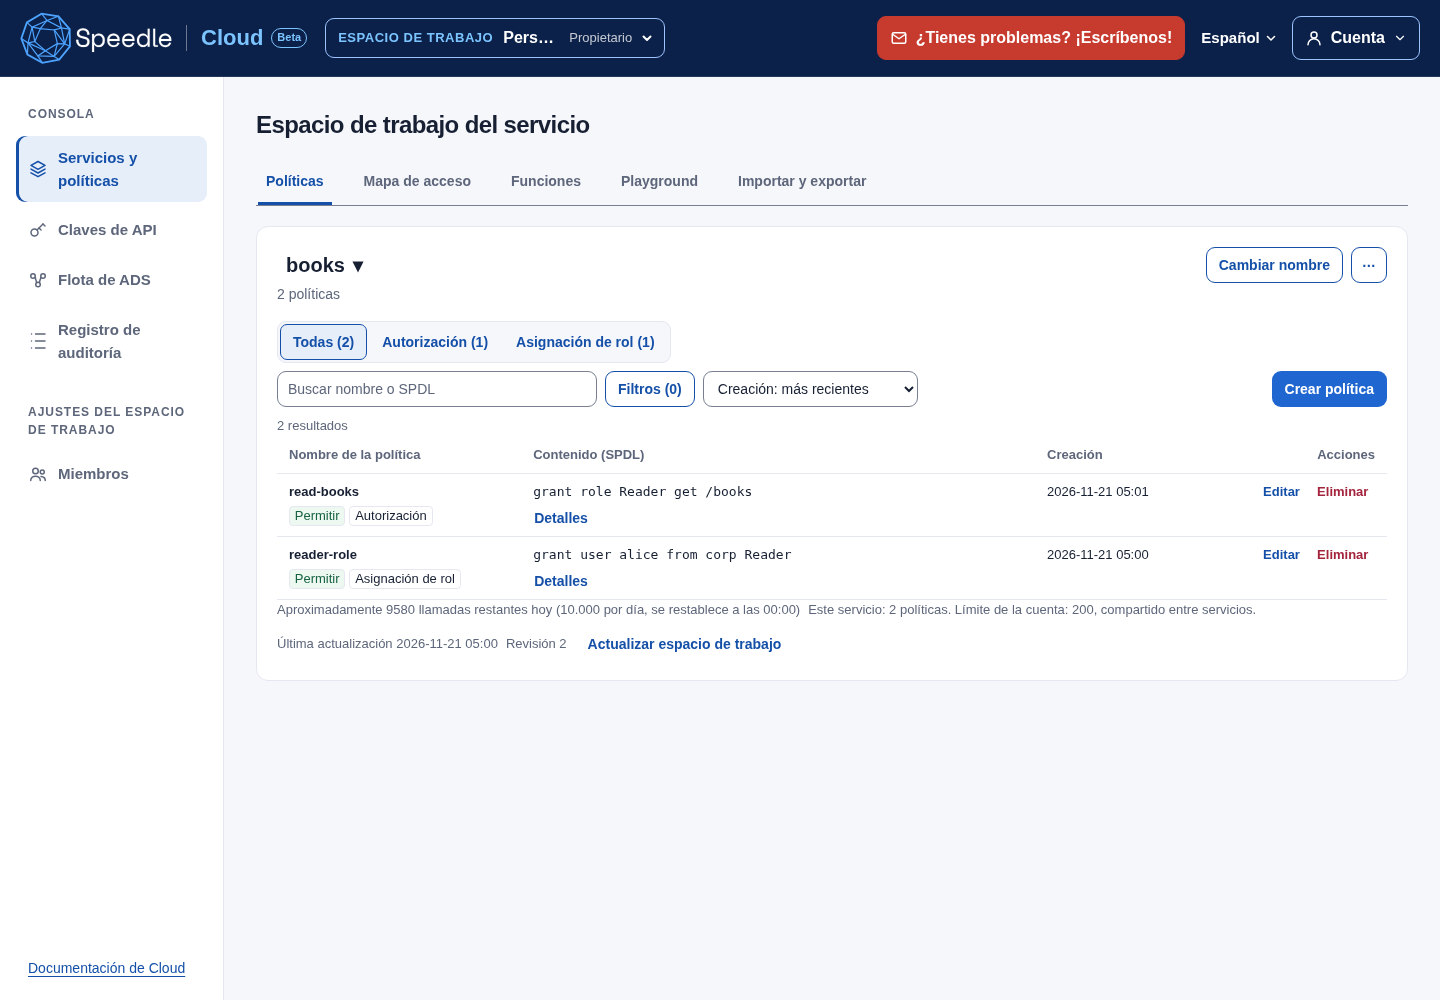 Speedle
Cloud
Beta
ESPACIO DE TRABAJO Pers… Propietario
¿Tienes problemas? ¡Escríbenos!
Español
Cuenta
CONSOLA
Servicios y
políticas
Claves de API
Flota de ADS
Registro de
auditoría
AJUSTES DEL ESPACIO
DE TRABAJO
Miembros
Documentación de Cloud
Espacio de trabajo del servicio
Políticas Mapa de acceso Funciones Playground Importar y exportar
books ▾
Cambiar nombre ···
2 políticas
Todas (2) Autorización (1) Asignación de rol (1)
Buscar nombre o SPDL Filtros (0) Creación: más recientes Crear política
2 resultados
Nombre de la política Contenido (SPDL) Creación Acciones
read-books grant role Reader get /books 2026-11-21 05:01 Editar Eliminar
Permitir Autorización Detalles
reader-role grant user alice from corp Reader 2026-11-21 05:00 Editar Eliminar
Permitir Asignación de rol Detalles
Aproximadamente 9580 llamadas restantes hoy (10.000 por día, se restablece a las 00:00) Este servicio: 2 políticas. Límite de la cuenta: 200, compartido entre servicios.
Última actualización 2026-11-21 05:00 Revisión 2 Actualizar espacio de trabajo